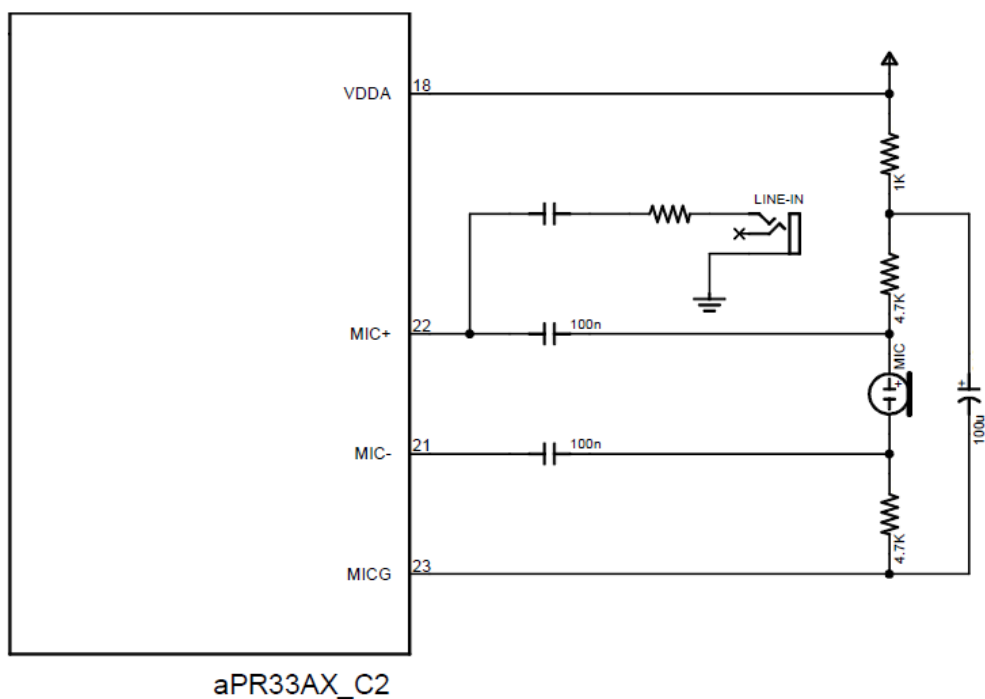 VDDA
18
1K
LINE-IN
4.7K
MIC+
22
100n
MIC
+
+
100u
MIC-
21
100n
4.7K
MICG
23
aPR33AX_C2